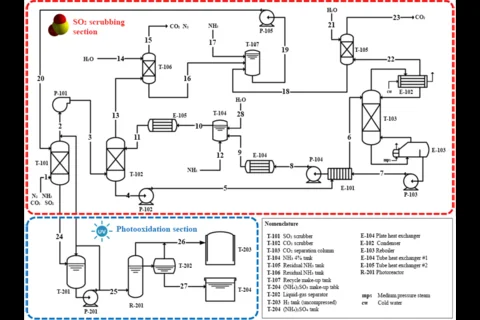 SO₂ scrubbing
section
CO₂ N₂
15
NH₃
17
P-105
H₂O
21
23
CO₂
20
H₂O
14
T-106
16
T-107
19
T-105
22
18
cw
E-102
P-101
13
E-105
H₂O
28
T-104
T-103
2
3
11
10
9
6
T-101
T-102
12
NH₃
E-104
8
P-104
mps
E-103
1
N₂ NH₃
CO₂ SO₂
4
P-102
5
E-101
7
P-103
24
UV
Photooxidation section
26
T-203
T-202
T-201
25
R-201
27
T-204
P-201
Nomenclature
T-101 SO₂ scrubber
T-102 CO₂ scrubber
T-103 CO₂ separation column
T-104 NH₃ 4% tank
T-105 Residual NH₃ tank
T-106 Residual NH₃ tank
T-107 Recycle make-up tank
T-201 (NH₄)₂SO₃ make-up table
T-202 Liquid-gas separator
T-203 H₂ tank (uncompressed)
T-204 (NH₄)₂SO₄ tank
E-104 Plate heat exchanger
E-102 Condenser
E-103 Reboiler
E-104 Tube heat exchanger #1
E-105 Tube heat exchanger #2
R-201 Photoreactor
mps Medium pressure steam
cw Cold water